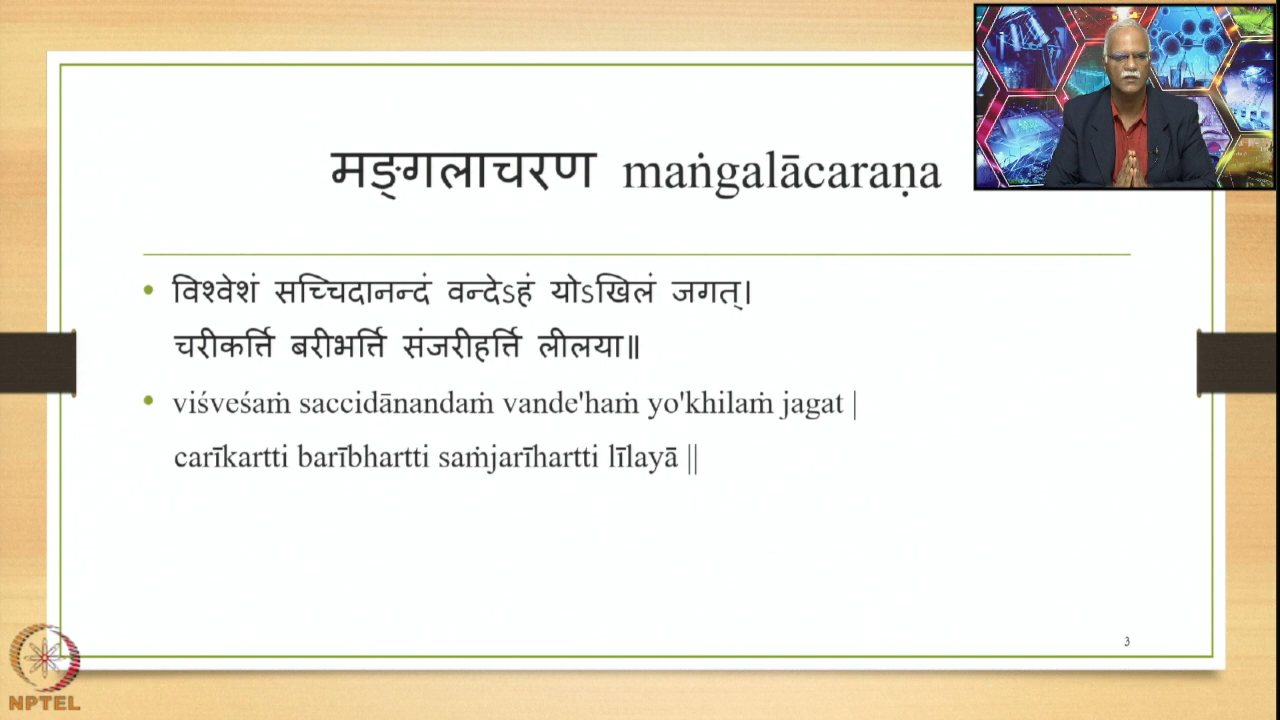 मङ्गलाचरण maṅgalācaraṇa
• विश्वेशं सच्चिदानन्दं वन्देऽहं योऽखिलं जगत्।
चरीकर्त्ति बरीभर्त्ति संजरीहर्त्ति लीलया॥
• viśveśaṁ saccidānandaṁ vande'haṁ yo'khilaṁ jagat |
carīkartti barībhartti saṁjarīhartti līlayā ||
3
NPTEL